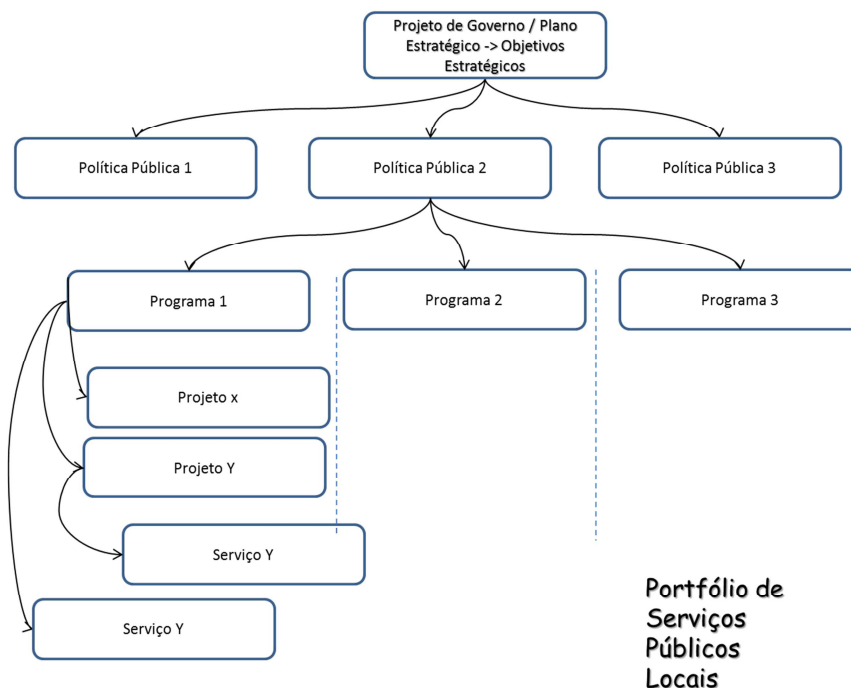 Projeto de Governo / Plano
Estratégico -> Objetivos
Estratégicos
Política Pública 1
Política Pública 2
Política Pública 3
Programa 1
Programa 2
Programa 3
Projeto x
Projeto Y
Serviço Y
Serviço Y
Portfólio de
Serviços
Públicos
Locais